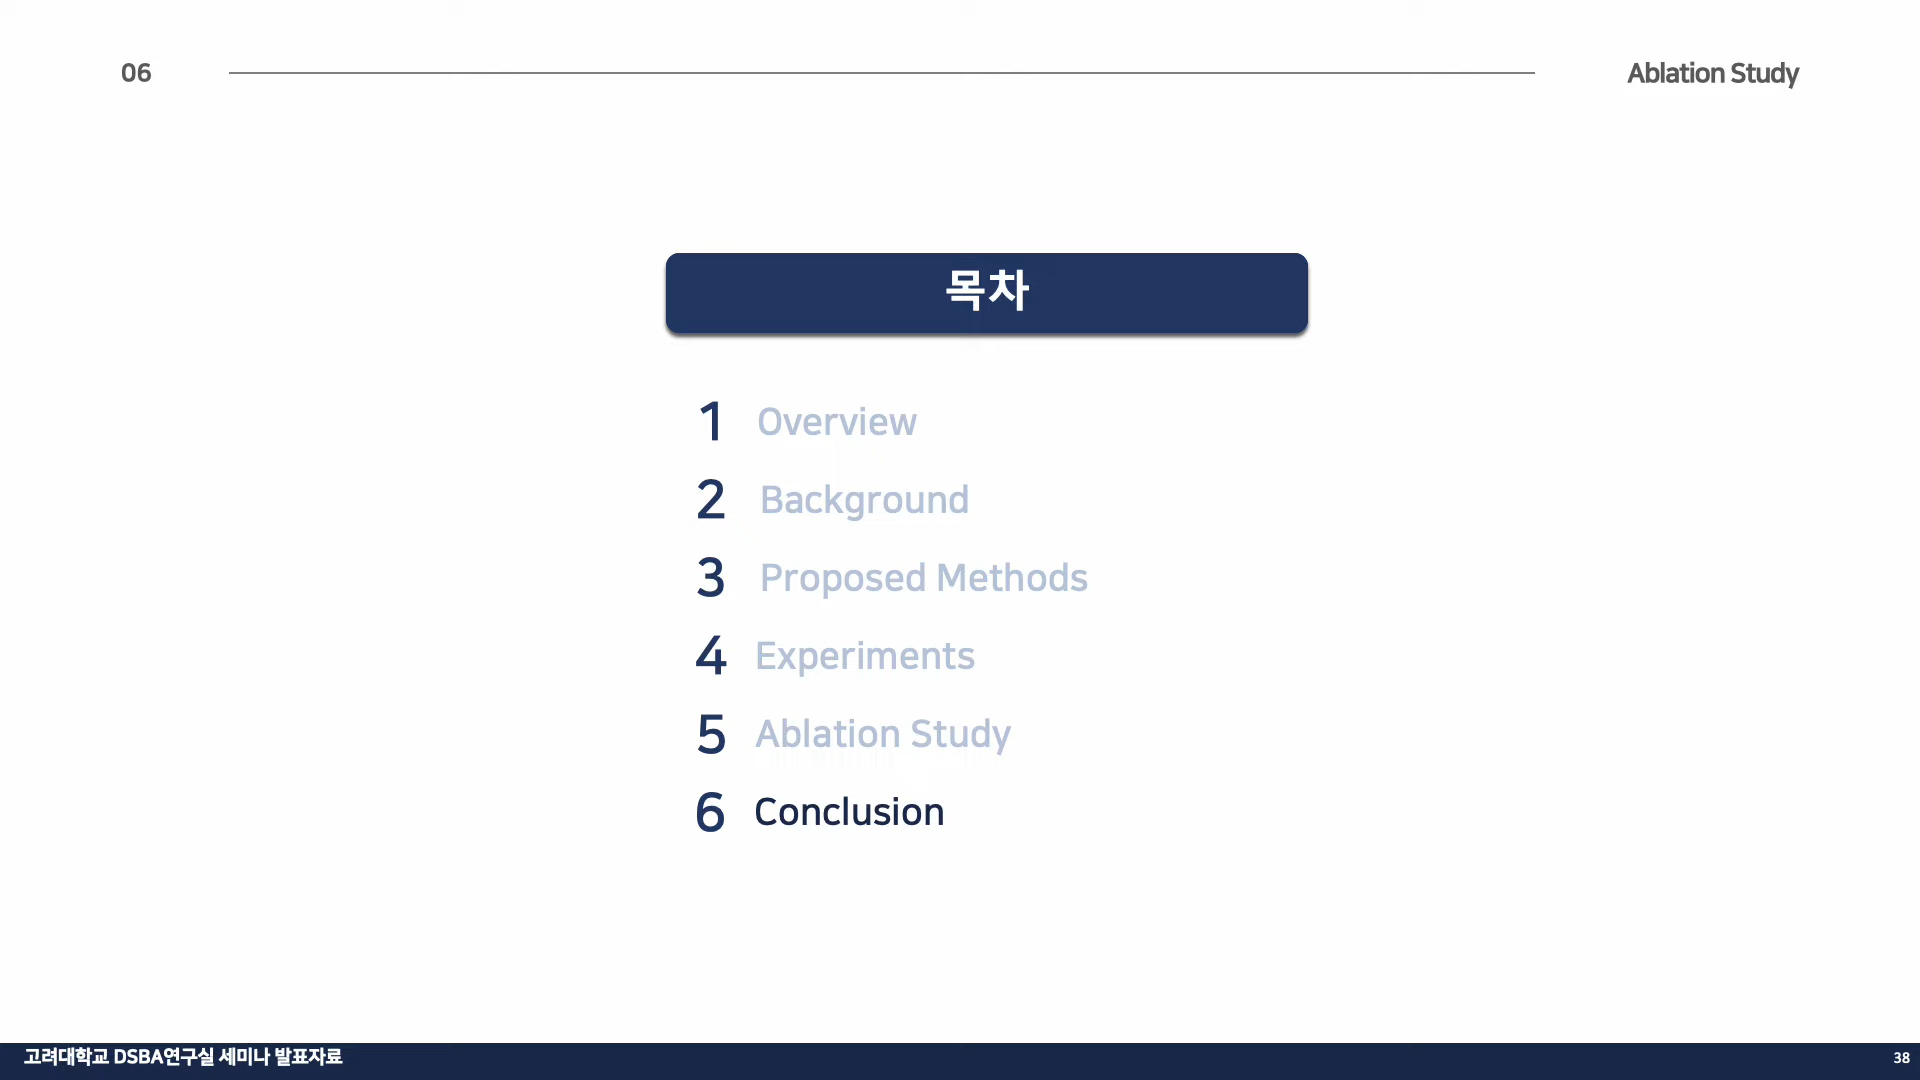 06
Ablation Study
목차
1 Overview
2 Background
3 Proposed Methods
4 Experiments
5 Ablation Study
6 Conclusion
고려대학교 DSBA연구실 세미나 발표자료
38